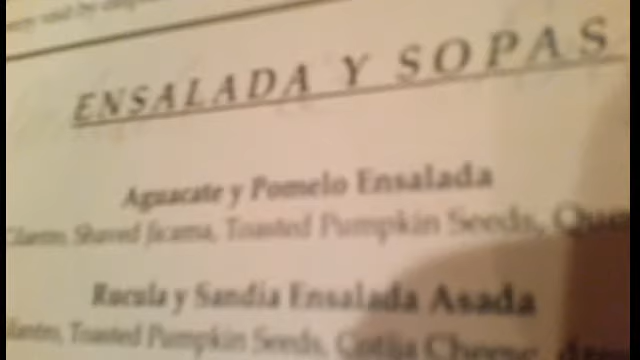 ENSALADA Y SOPAS
Aguacate y Pomelo Ensalada
Shaved Jicama, Toasted Pumpkin Seeds,
Rucula y Sandia Ensalada Asada
Toasted Pumpkin Seeds, Cotija Cheese,